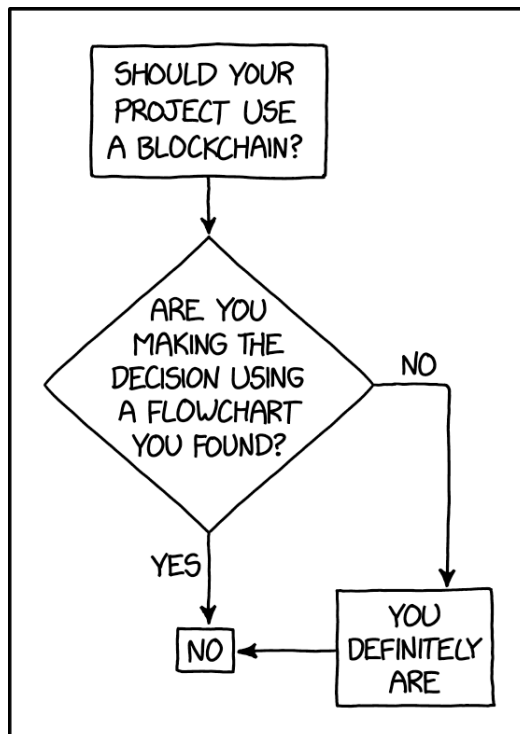 SHOULD YOUR
PROJECT USE
A BLOCKCHAIN?
ARE YOU
MAKING THE
DECISION USING
A FLOWCHART
YOU FOUND?
NO
YES
NO
YOU
DEFINITELY
ARE